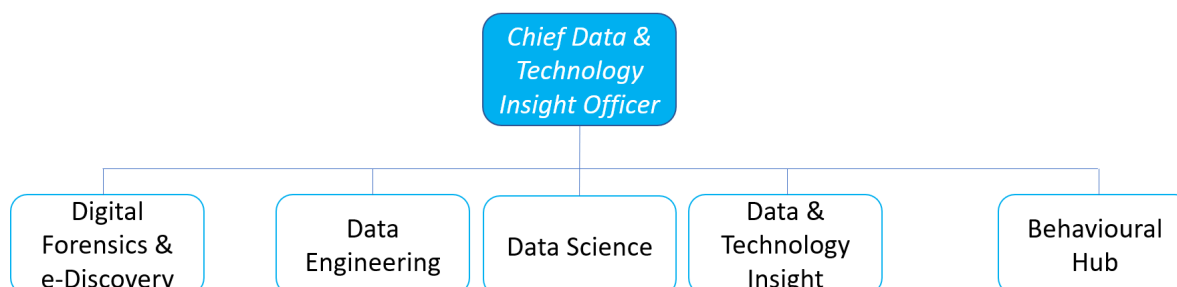 Chief Data &
Technology
Insight Officer
Digital
Forensics &
e-Discovery
Data
Engineering
Data Science
Data &
Technology
Insight
Behavioural
Hub